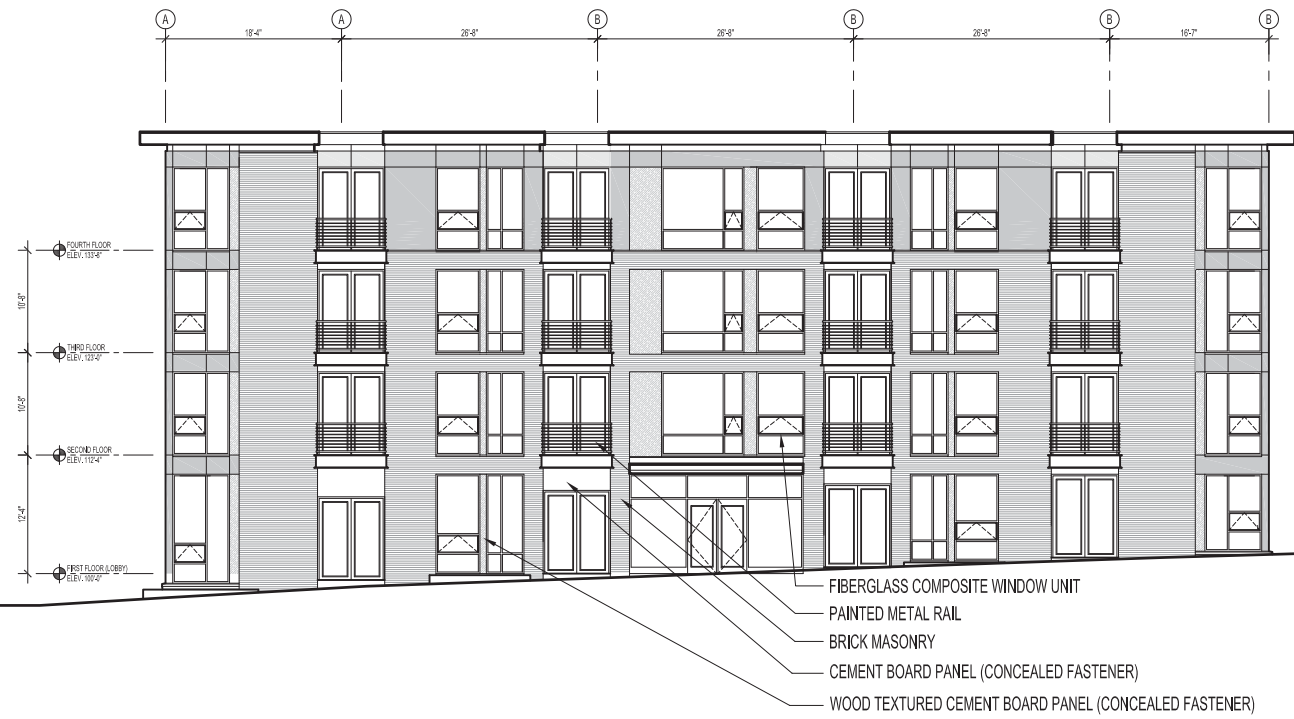 A A B B B B
18'-4" 26'-8" 26'-8" 26'-8" 16'-7"
FOURTH FLOOR
ELEV. 133'-8"
10'-8"
THIRD FLOOR
ELEV. 123'-0"
10'-8"
SECOND FLOOR
ELEV. 112'-4"
12'-4"
FIRST FLOOR (LOBBY)
ELEV. 100'-0"
FIBERGLASS COMPOSITE WINDOW UNIT
PAINTED METAL RAIL
BRICK MASONRY
CEMENT BOARD PANEL (CONCEALED FASTENER)
WOOD TEXTURED CEMENT BOARD PANEL (CONCEALED FASTENER)